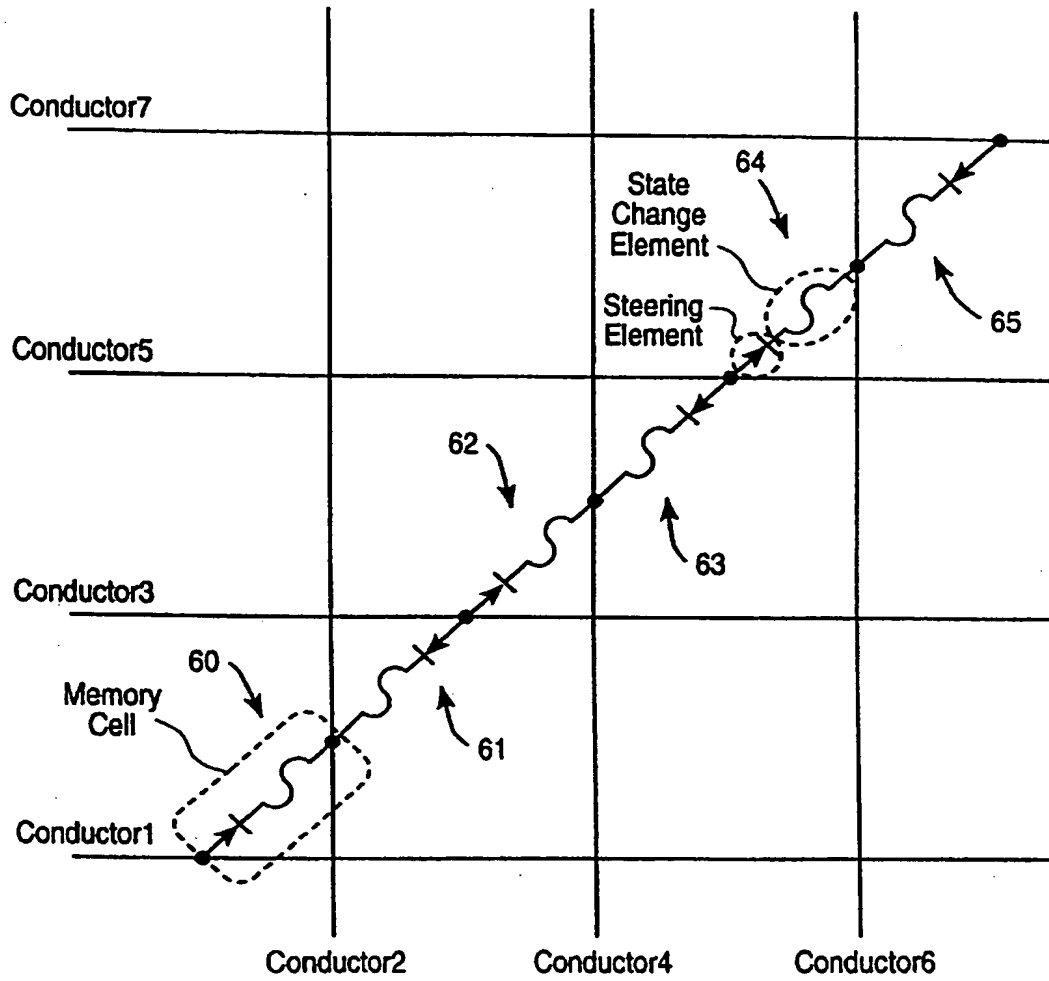 Conductor7
64
State
Change
Element
65
Steering
Element
Conductor5
62
63
Conductor3
60
Memory
Cell
61
Conductor1
Conductor2 Conductor4 Conductor6